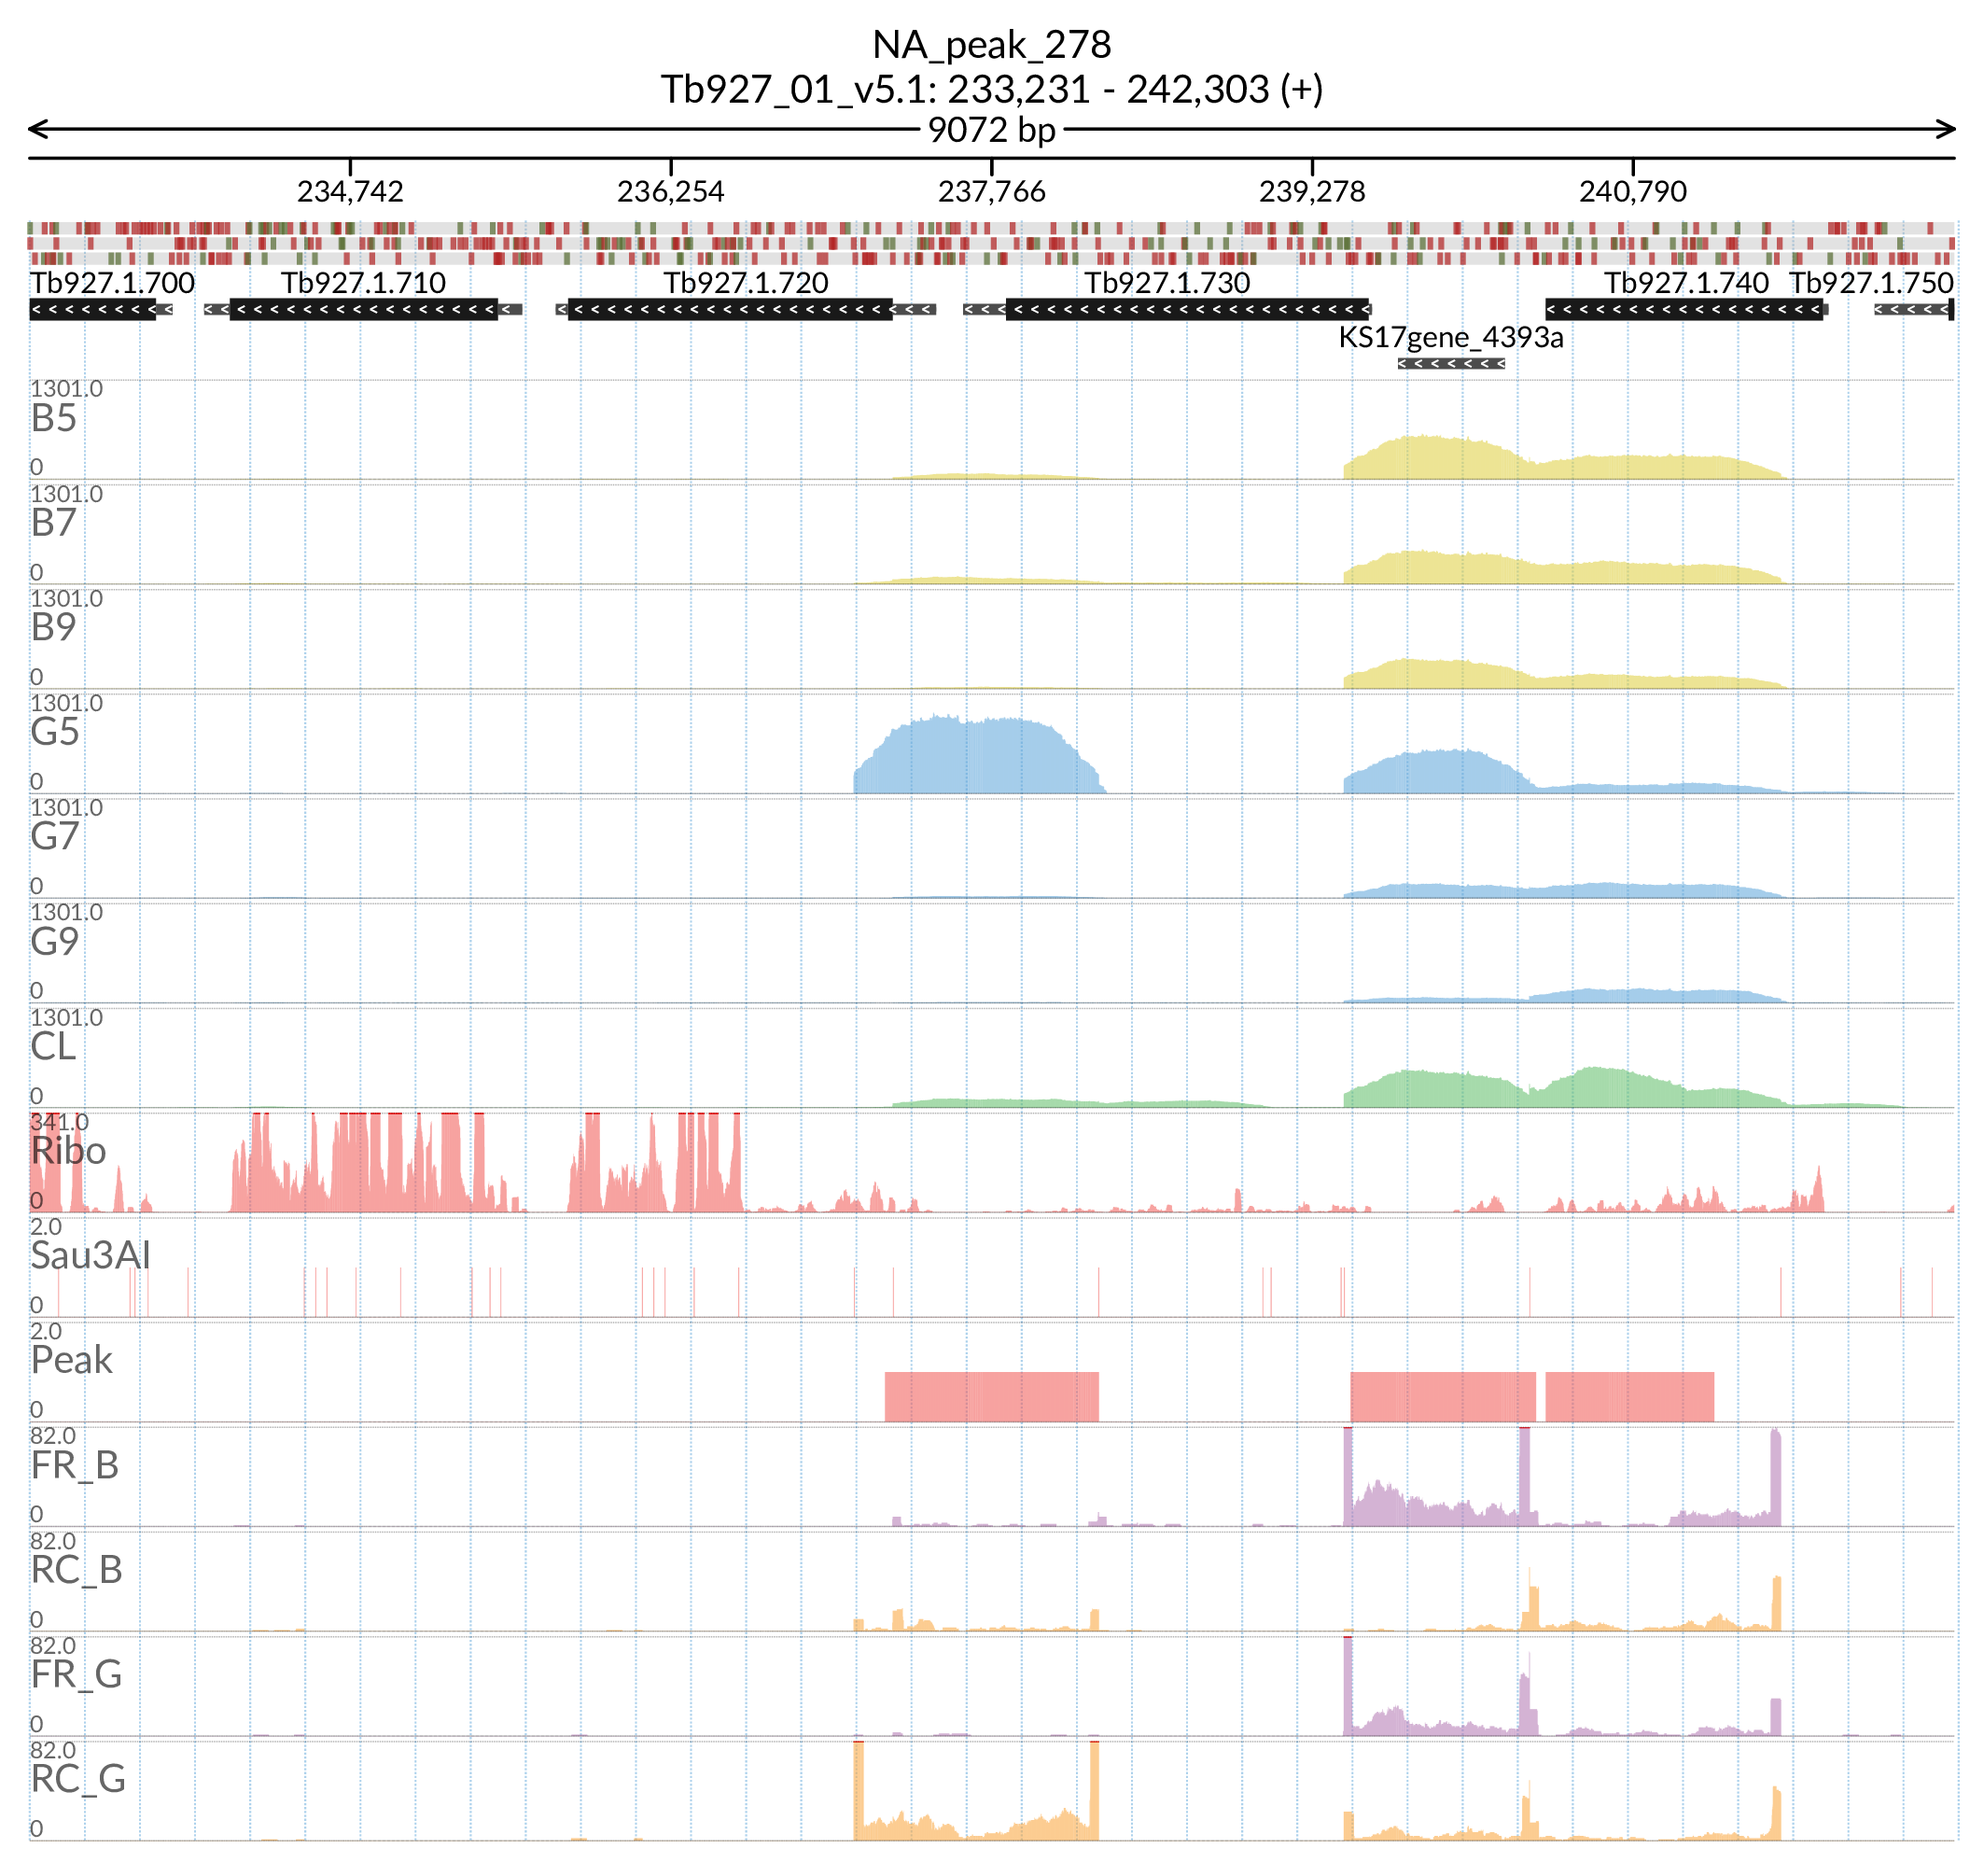 NA_peak_278
Tb927_01_v5.1: 233,231 - 242,303 (+)
9072 bp
234,742 236,254 237,766 239,278 240,790
Tb927.1.700 Tb927.1.710 Tb927.1.720 Tb927.1.730 Tb927.1.740 Tb927.1.750
KS17gene_4393a
1301.0
B5
0
1301.0
B7
0
1301.0
B9
0
1301.0
G5
0
1301.0
G7
0
1301.0
G9
0
1301.0
CL
0
341.0
Ribo
0
2.0
Sau3AI
0
2.0
Peak
0
82.0
FR_B
0
82.0
RC_B
0
82.0
FR_G
0
82.0
RC_G
0